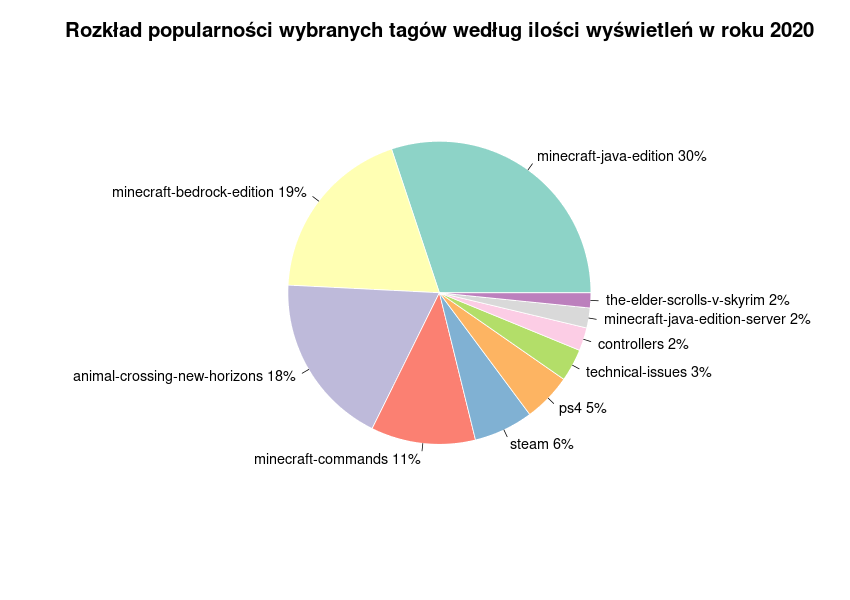 Rozkład popularności wybranych tagów według ilości wyświetleń w roku 2020
minecraft-java-edition 30%
minecraft-bedrock-edition 19%
animal-crossing-new-horizons 18%
minecraft-commands 11%
steam 6%
ps4 5%
technical-issues 3%
controllers 2%
minecraft-java-edition-server 2%
the-elder-scrolls-v-skyrim 2%